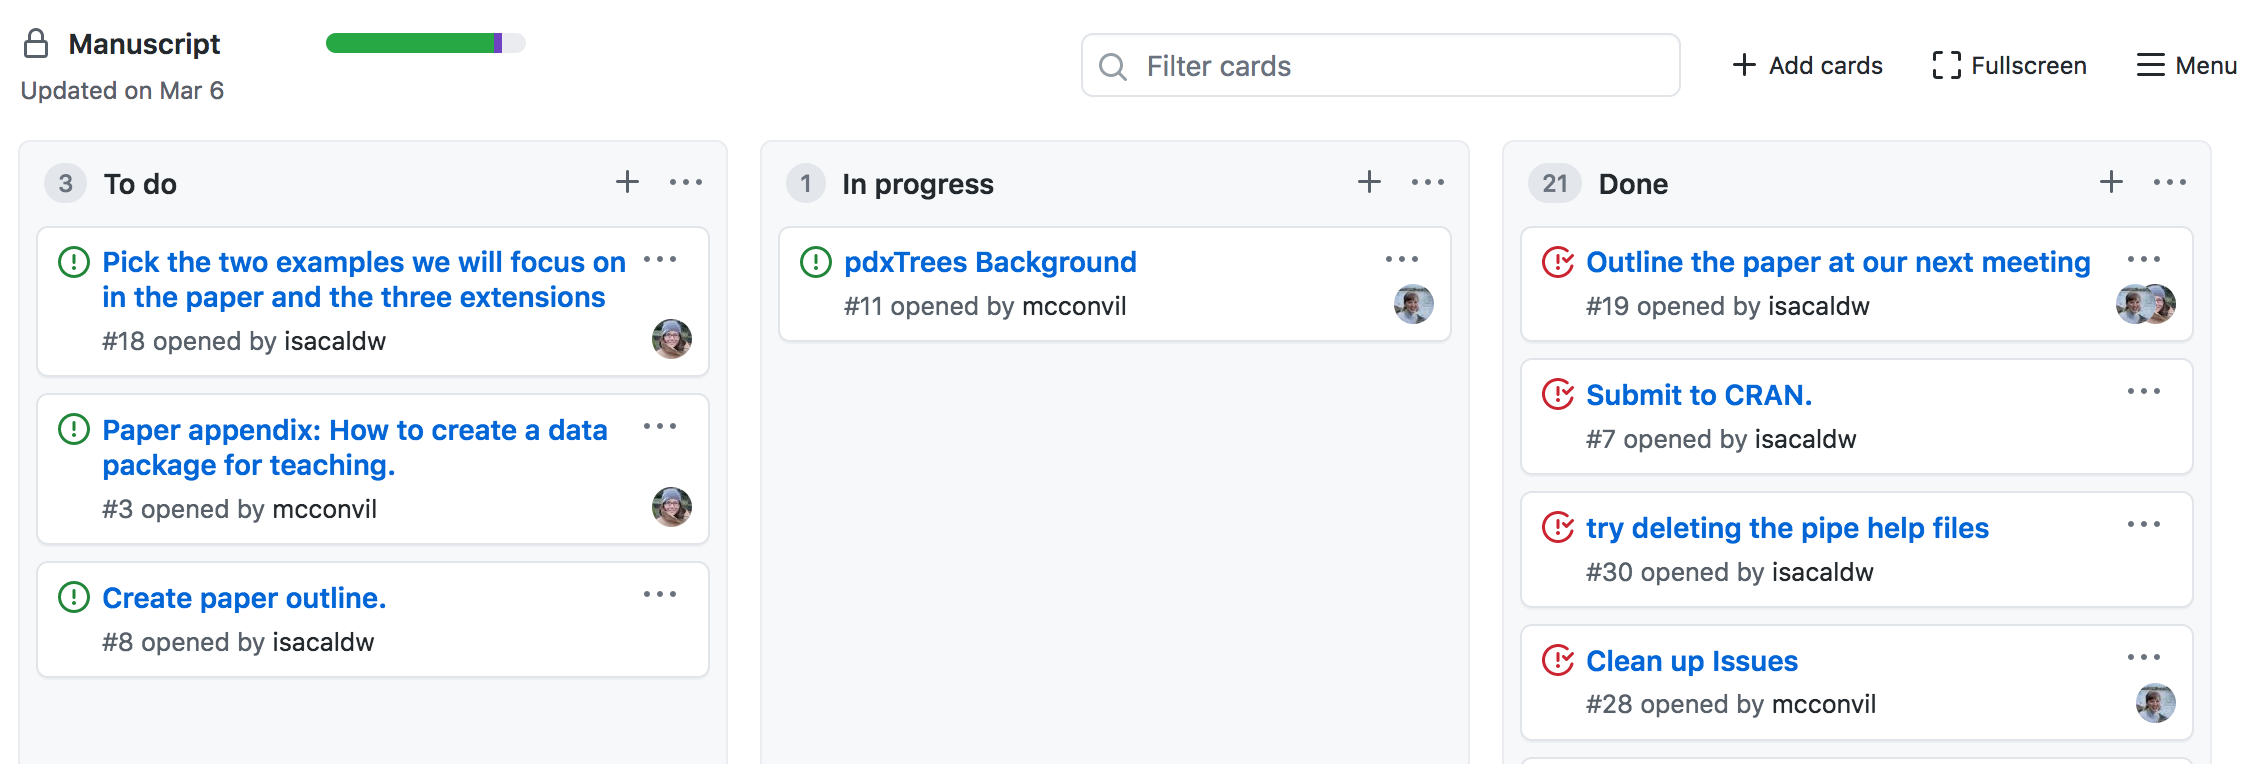 Manuscript
Updated on Mar 6
Filter cards
Add cards
Fullscreen
Menu
3 To do
Pick the two examples we will focus on
in the paper and the three extensions
#18 opened by isacaldw
Paper appendix: How to create a data
package for teaching.
#3 opened by mcconvil
Create paper outline.
#8 opened by isacaldw
1 In progress
pdxTrees Background
#11 opened by mcconvil
21 Done
Outline the paper at our next meeting
#19 opened by isacaldw
Submit to CRAN.
#7 opened by isacaldw
try deleting the pipe help files
#30 opened by isacaldw
Clean up Issues
#28 opened by mcconvil